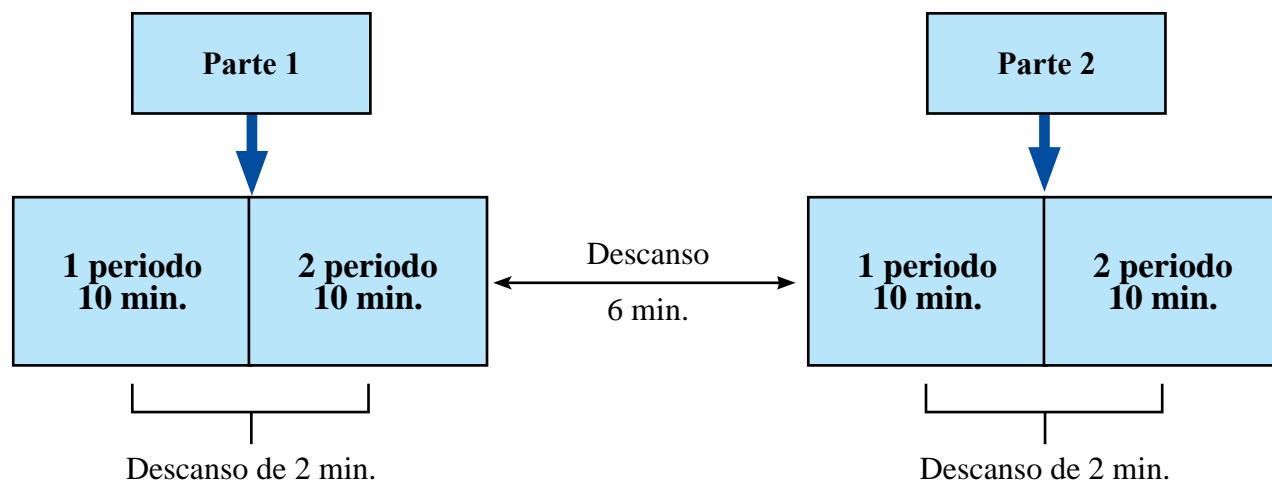 Parte 1
Parte 2
1 periodo
10 min.
2 periodo
10 min.
Descanso
6 min.
1 periodo
10 min.
2 periodo
10 min.
Descanso de 2 min.
Descanso de 2 min.